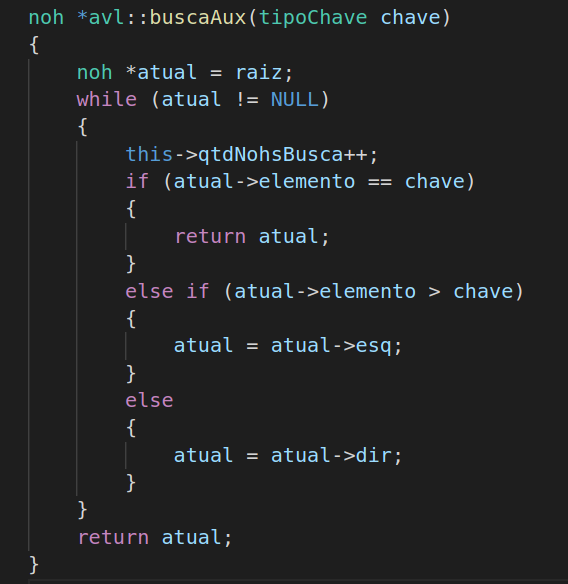 noh *avl::buscaAux(tipoChave chave)
{
    noh *atual = raiz;
    while (atual != NULL)
    {
        this->qtdNohsBusca++;
        if (atual->elemento == chave)
        {
            return atual;
        }
        else if (atual->elemento > chave)
        {
            atual = atual->esq;
        }
        else
        {
            atual = atual->dir;
        }
    }
    return atual;
}